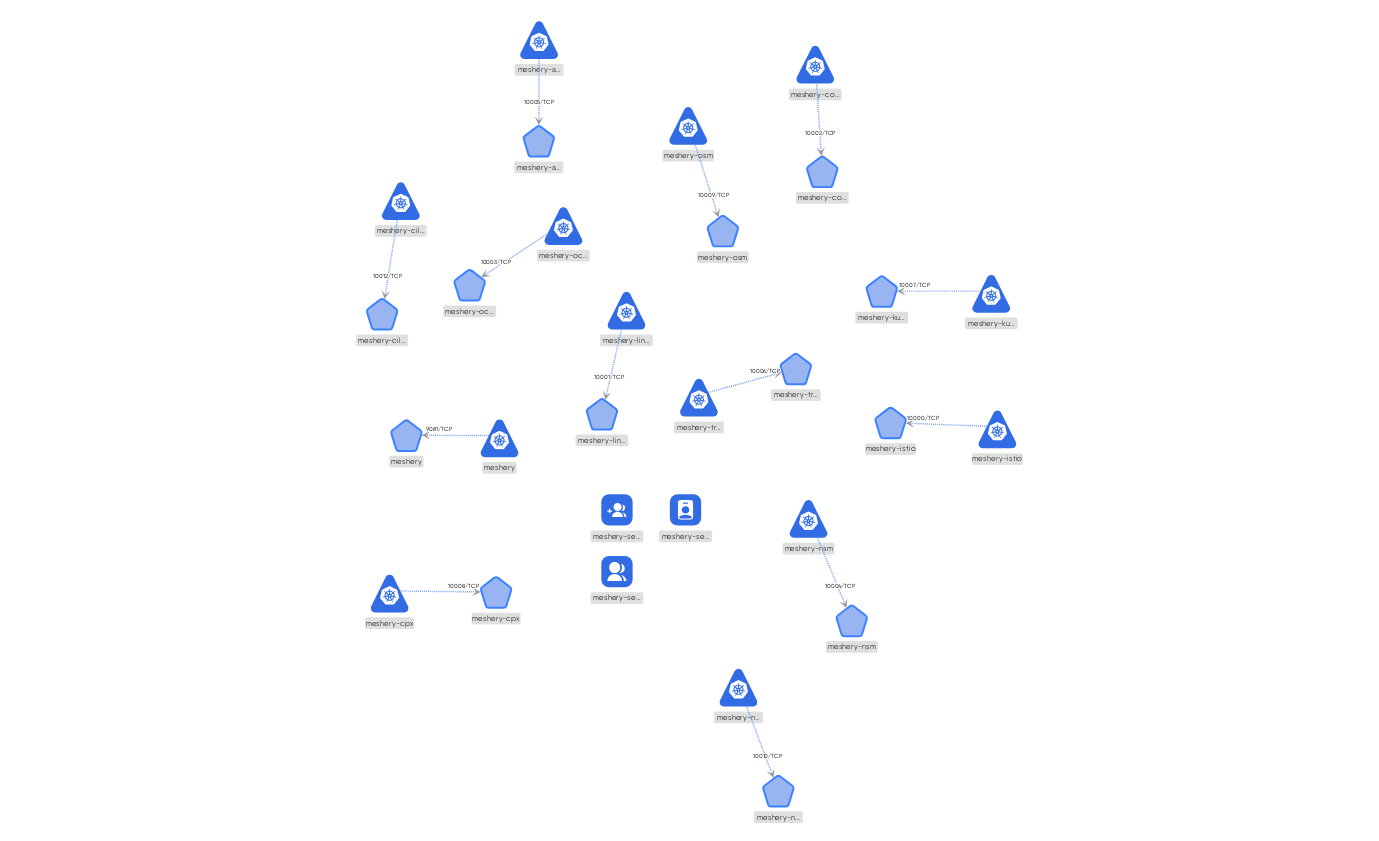 meshery-a...
10005/TCP
meshery-a...
meshery-co...
10002/TCP
meshery-co...
meshery-osm
10009/TCP
meshery-osm
meshery-cil...
10012/TCP
meshery-cil...
meshery-oc...
10003/TCP
meshery-oc...
meshery-ku...
10007/TCP
meshery-ku...
meshery-lin...
10001/TCP
meshery-lin...
meshery-tr...
10006/TCP
meshery-tr...
meshery-istio
10000/TCP
meshery-istio
meshery
9081/TCP
meshery
meshery-se...
meshery-se...
meshery-se...
meshery-nsm
10004/TCP
meshery-nsm
meshery-cpx
10008/TCP
meshery-cpx
meshery-n...
10010/TCP
meshery-n...